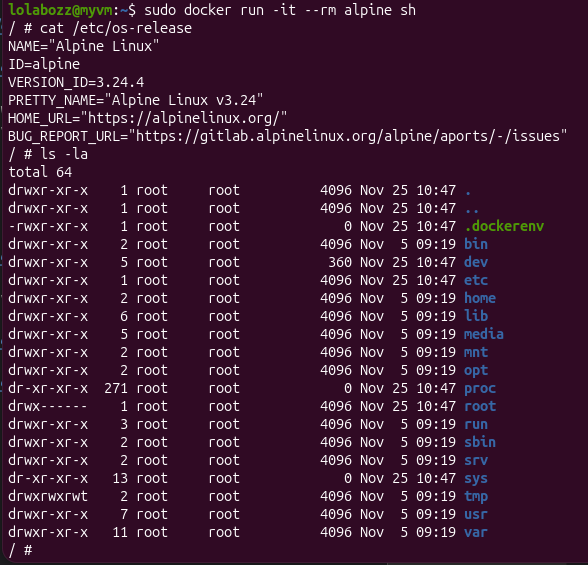 lolabozz@myvm:~$ sudo docker run -it --rm alpine sh
/ # cat /etc/os-release
NAME="Alpine Linux"
ID=alpine
VERSION_ID=3.24.4
PRETTY_NAME="Alpine Linux v3.24"
HOME_URL="https://alpinelinux.org/"
BUG_REPORT_URL="https://gitlab.alpinelinux.org/alpine/aports/-/issues"
/ # ls -la
total 64
drwxr-xr-x    1 root     root          4096 Nov 25 10:47 .
drwxr-xr-x    1 root     root          4096 Nov 25 10:47 ..
-rwxr-xr-x    1 root     root             0 Nov 25 10:47 .dockerenv
drwxr-xr-x    2 root     root          4096 Nov  5 09:19 bin
drwxr-xr-x    5 root     root           360 Nov 25 10:47 dev
drwxr-xr-x    1 root     root          4096 Nov 25 10:47 etc
drwxr-xr-x    2 root     root          4096 Nov  5 09:19 home
drwxr-xr-x    6 root     root          4096 Nov  5 09:19 lib
drwxr-xr-x    5 root     root          4096 Nov  5 09:19 media
drwxr-xr-x    2 root     root          4096 Nov  5 09:19 mnt
drwxr-xr-x    2 root     root          4096 Nov  5 09:19 opt
dr-xr-xr-x  271 root     root             0 Nov 25 10:47 proc
drwx------    1 root     root          4096 Nov 25 10:47 root
drwxr-xr-x    3 root     root          4096 Nov  5 09:19 run
drwxr-xr-x    2 root     root          4096 Nov  5 09:19 sbin
drwxr-xr-x    2 root     root          4096 Nov  5 09:19 srv
dr-xr-xr-x   13 root     root             0 Nov 25 10:47 sys
drwxrwxrwt    2 root     root          4096 Nov  5 09:19 tmp
drwxr-xr-x    7 root     root          4096 Nov  5 09:19 usr
drwxr-xr-x   11 root     root          4096 Nov  5 09:19 var
/ #